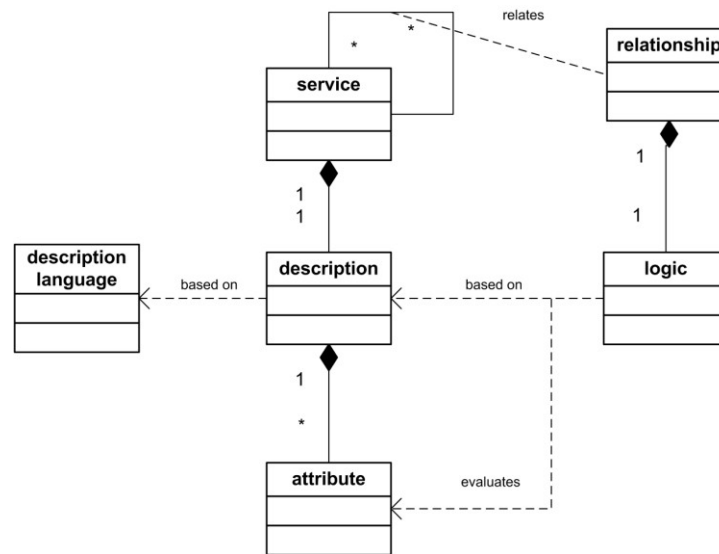 relates
*
*
relationship
service
1
1
1
1
description
language
based on
description
based on
logic
1
*
attribute
evaluates